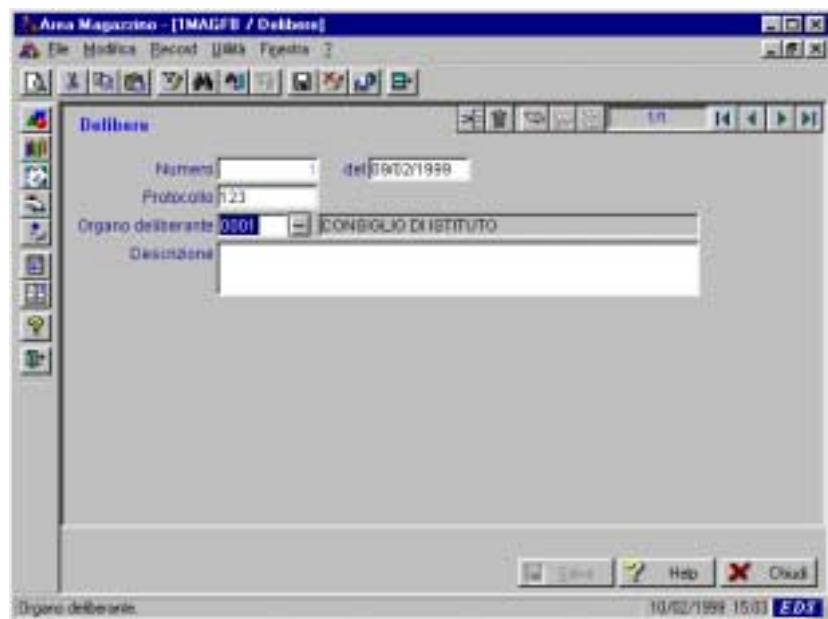 Area Magazzino - [1MAGFB / Delibere]
File Modifica Record Utilità Finestra ?
Delibere
1/1
Numero 1 del 09/02/1999
Protocollo 123
Organo deliberante 0001 CONSIGLIO DI ISTITUTO
Descrizione
Help Chiudi
Organo deliberante. 10/02/1999 15:03 EDS